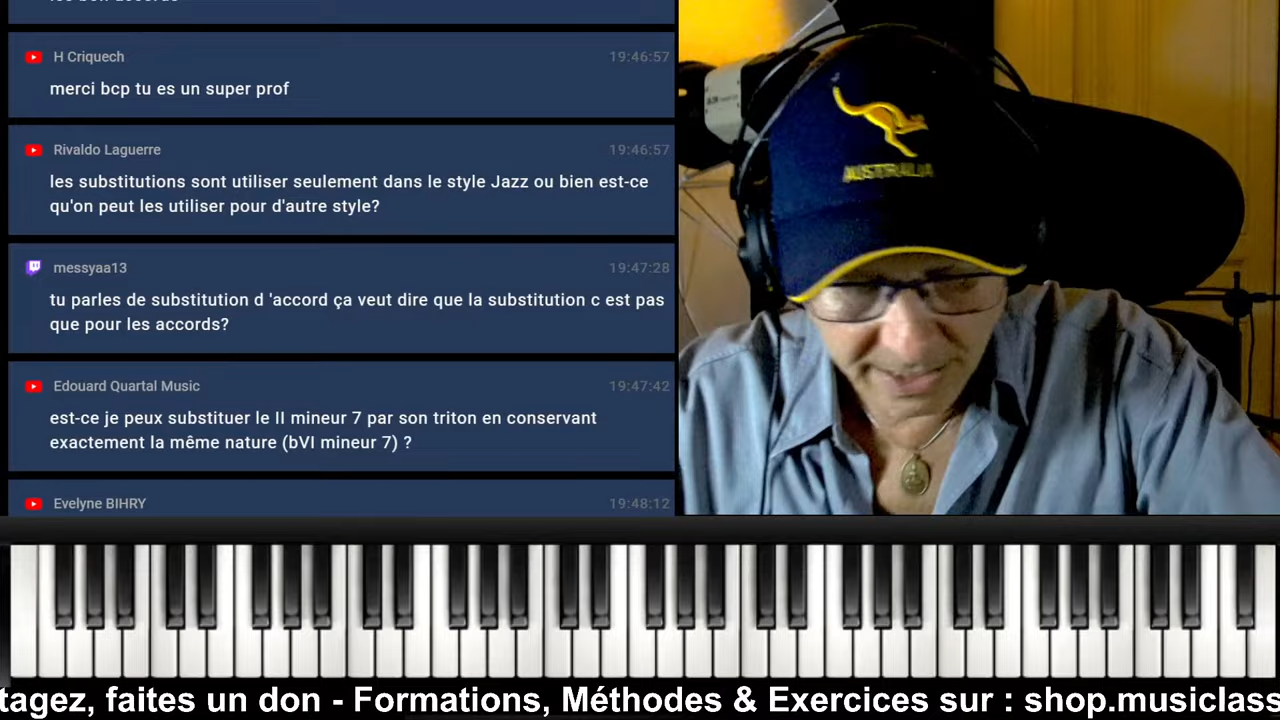 H Criquech 19:46:57
merci bcp tu es un super prof
Rivaldo Laguerre 19:46:57
les substitutions sont utiliser seulement dans le style Jazz ou bien est-ce
qu'on peut les utiliser pour d'autre style?
messyaa13 19:47:28
tu parles de substitution d 'accord ça veut dire que la substitution c est pas
que pour les accords?
Edouard Quartal Music 19:47:42
est-ce je peux substituer le II mineur 7 par son triton en conservant
exactement la même nature (bVI mineur 7) ?
Evelyne BIHRY 19:48:12
AUSTRALIA
tagez, faites un don - Formations, Méthodes & Exercices sur : shop.musiclass